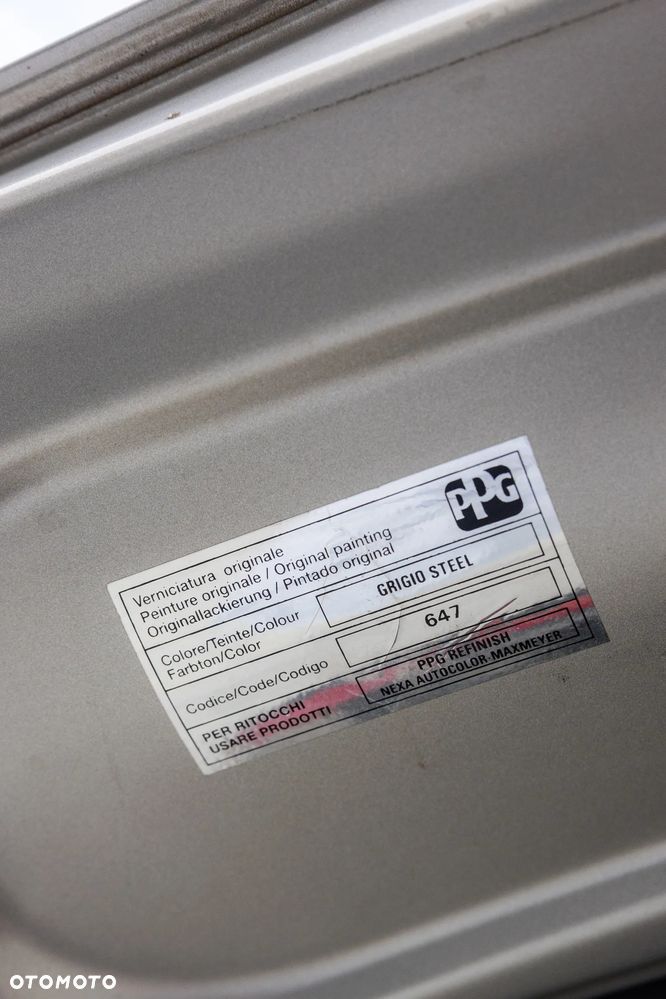 PPG
Verniciatura originale
Peinture originale / Original painting
Originallackierung / Pintado original
Colore/Teinte/Colour
Farbton/Color
GRIGIO STEEL
Codice/Code/Codigo
647
PER RITOCCHI
USARE PRODOTTI
PPG REFINISH
NEXA AUTOCOLOR-MAXMEYER
OTOMOTO